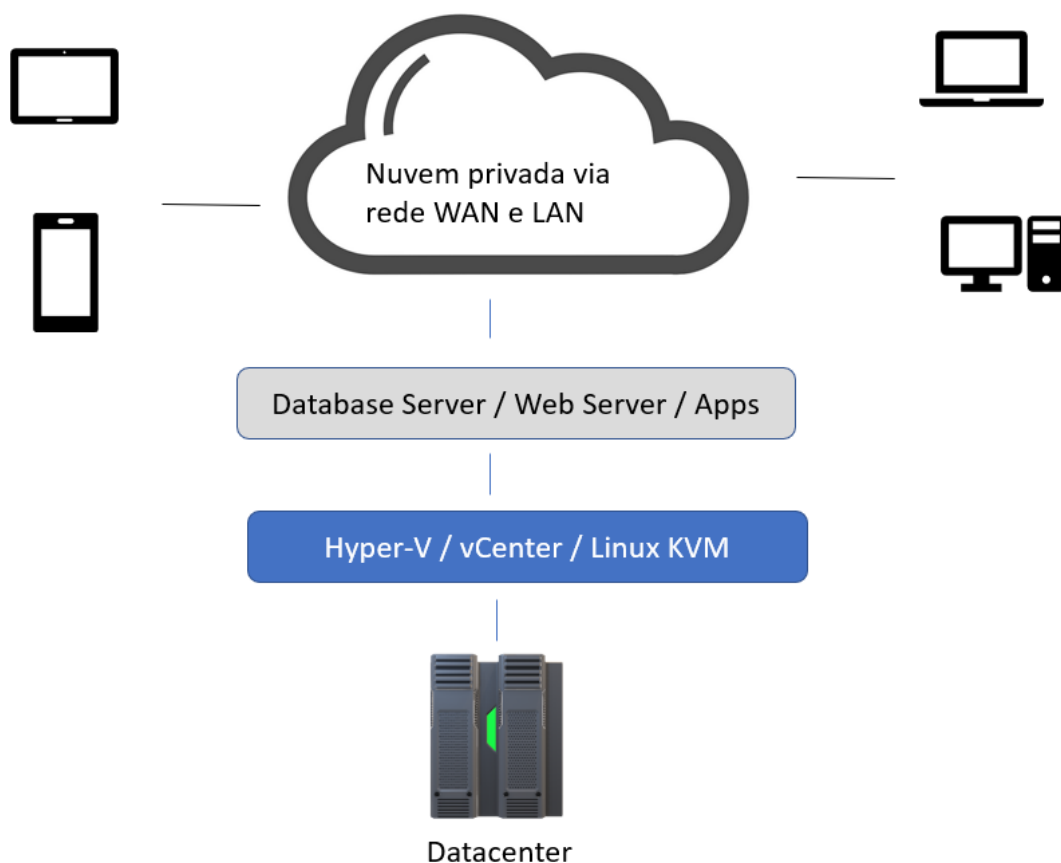 Nuvem privada via
rede WAN e LAN
Database Server / Web Server / Apps
Hyper-V / vCenter / Linux KVM
Datacenter